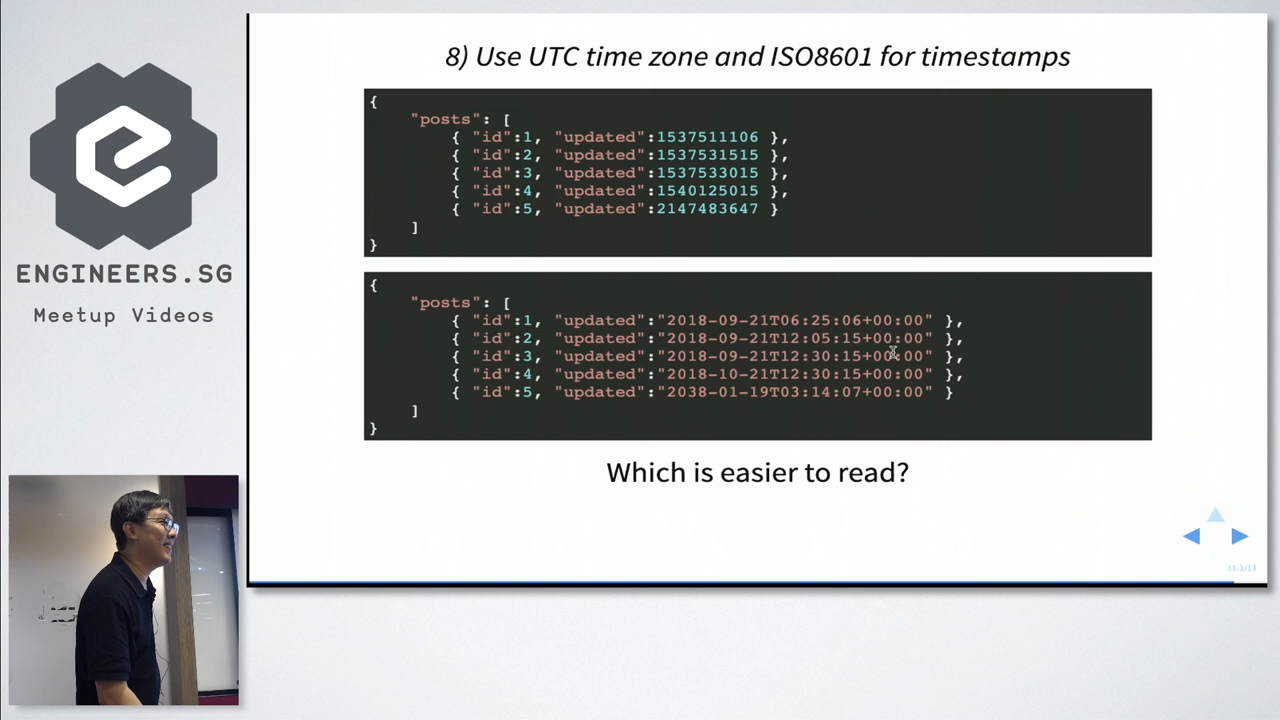 8) Use UTC time zone and ISO8601 for timestamps
{
"posts": [
{ "id":1, "updated":1537511106 },
{ "id":2, "updated":1537531515 },
{ "id":3, "updated":1537533015 },
{ "id":4, "updated":1540125015 },
{ "id":5, "updated":2147483647 }
]
}
{
"posts": [
{ "id":1, "updated":"2018-09-21T06:25:06+00:00" },
{ "id":2, "updated":"2018-09-21T12:05:15+00:00" },
{ "id":3, "updated":"2018-09-21T12:30:15+00:00" },
{ "id":4, "updated":"2018-10-21T12:30:15+00:00" },
{ "id":5, "updated":"2038-01-19T03:14:07+00:00" }
]
}
Which is easier to read?
11.3/13
ENGINEERS.SG
Meetup Videos